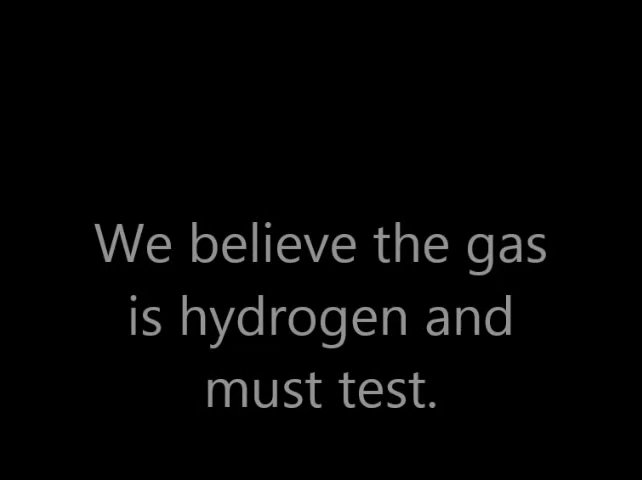 We believe the gas
is hydrogen and
must test.